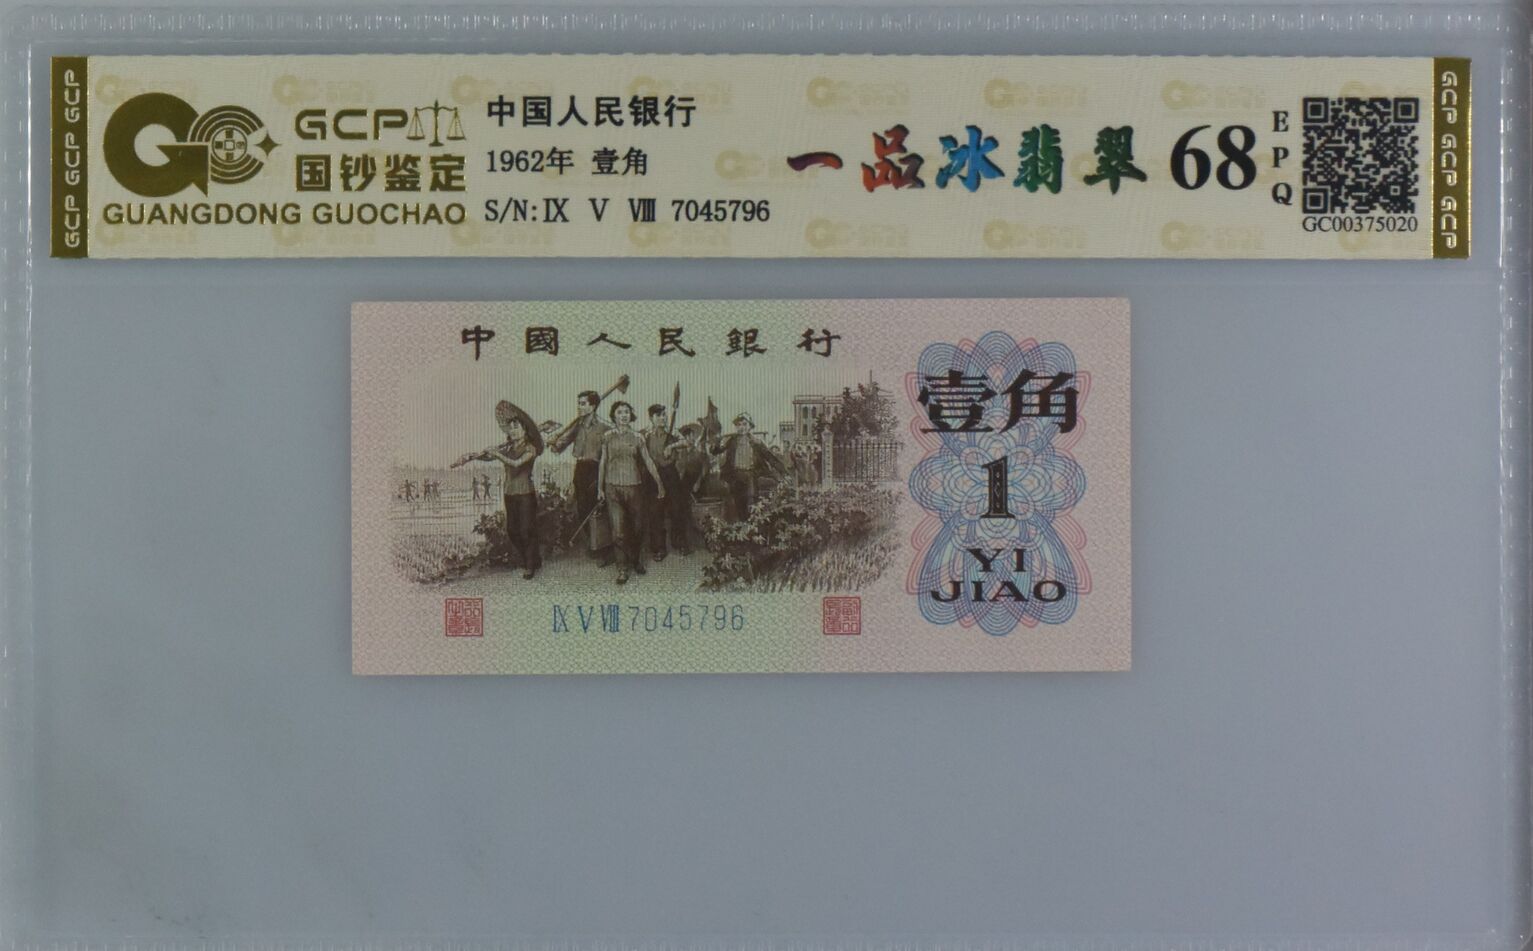 GCP GCP GCP
GCP
国钞鉴定
GUANGDONG GUOCHAO
中国人民银行
1962年 壹角
S/N:Ⅸ Ⅴ Ⅷ 7045796
一品冰翡翠
68
EPQ
GC00375020
GCP GCP GCP
中國人民銀行
壹角
1
YI
JIAO
Ⅸ Ⅴ Ⅷ 7045796